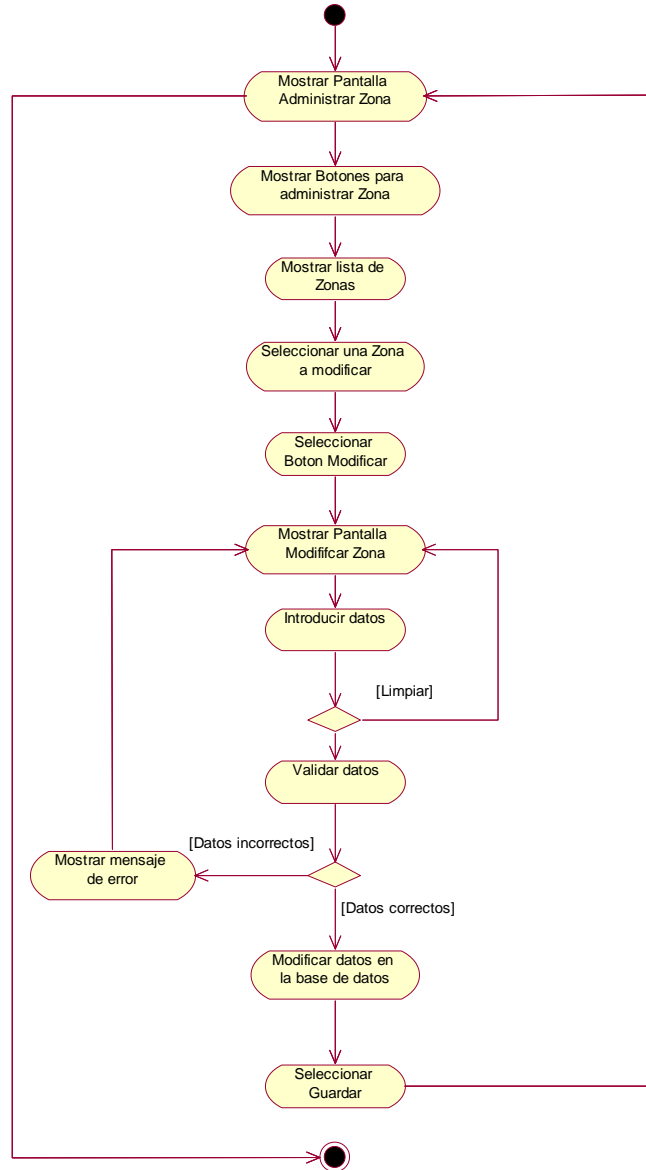 Mostrar Pantalla
Administrar Zona
Mostrar Botones para
administrar Zona
Mostrar lista de
Zonas
Seleccionar una Zona
a modificar
Seleccionar
Boton Modificar
Mostrar Pantalla
Modififcar Zona
Introducir datos
[Limpiar]
Validar datos
[Datos incorrectos]
Mostrar mensaje
de error
[Datos correctos]
Modificar datos en
la base de datos
Seleccionar
Guardar